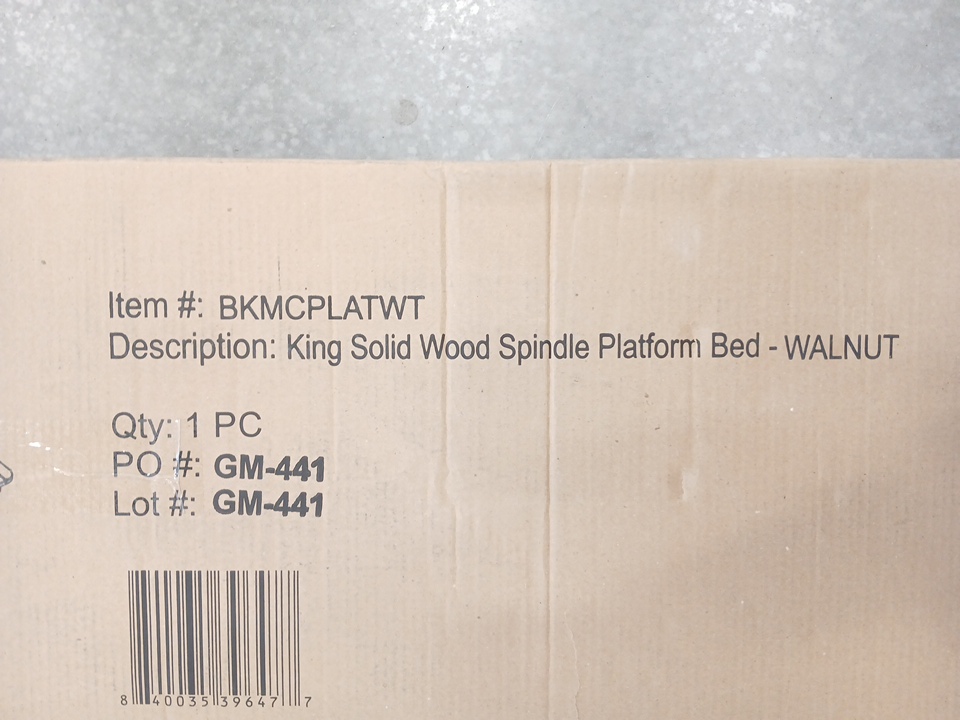 Item #: BKMCPLATWT
Description: King Solid Wood Spindle Platform Bed - WALNUT
Qty: 1 PC
PO #: GM-441
Lot #: GM-441
8 40035 39647 7